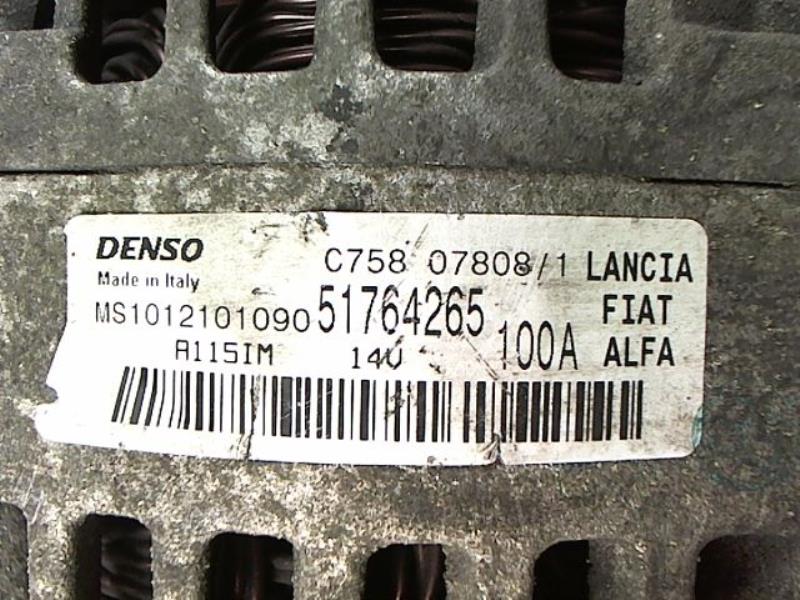 DENSO C758 07808/1 LANCIA
Made in Italy FIAT
MS1012101090 51764265 100A ALFA
A115IM 14V